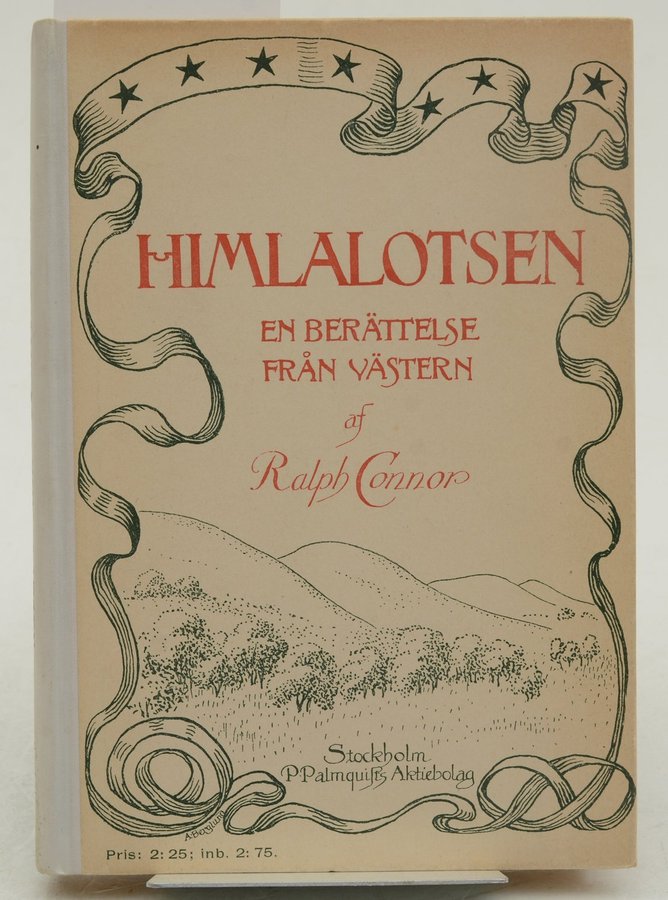 HIMLALOTSEN
EN BERÄTTELSE
FRÅN VÄSTERN
af
Ralph Connor
Stockholm
P. Palmquists Aktiebolag
Pris: 2:25; inb. 2:75.